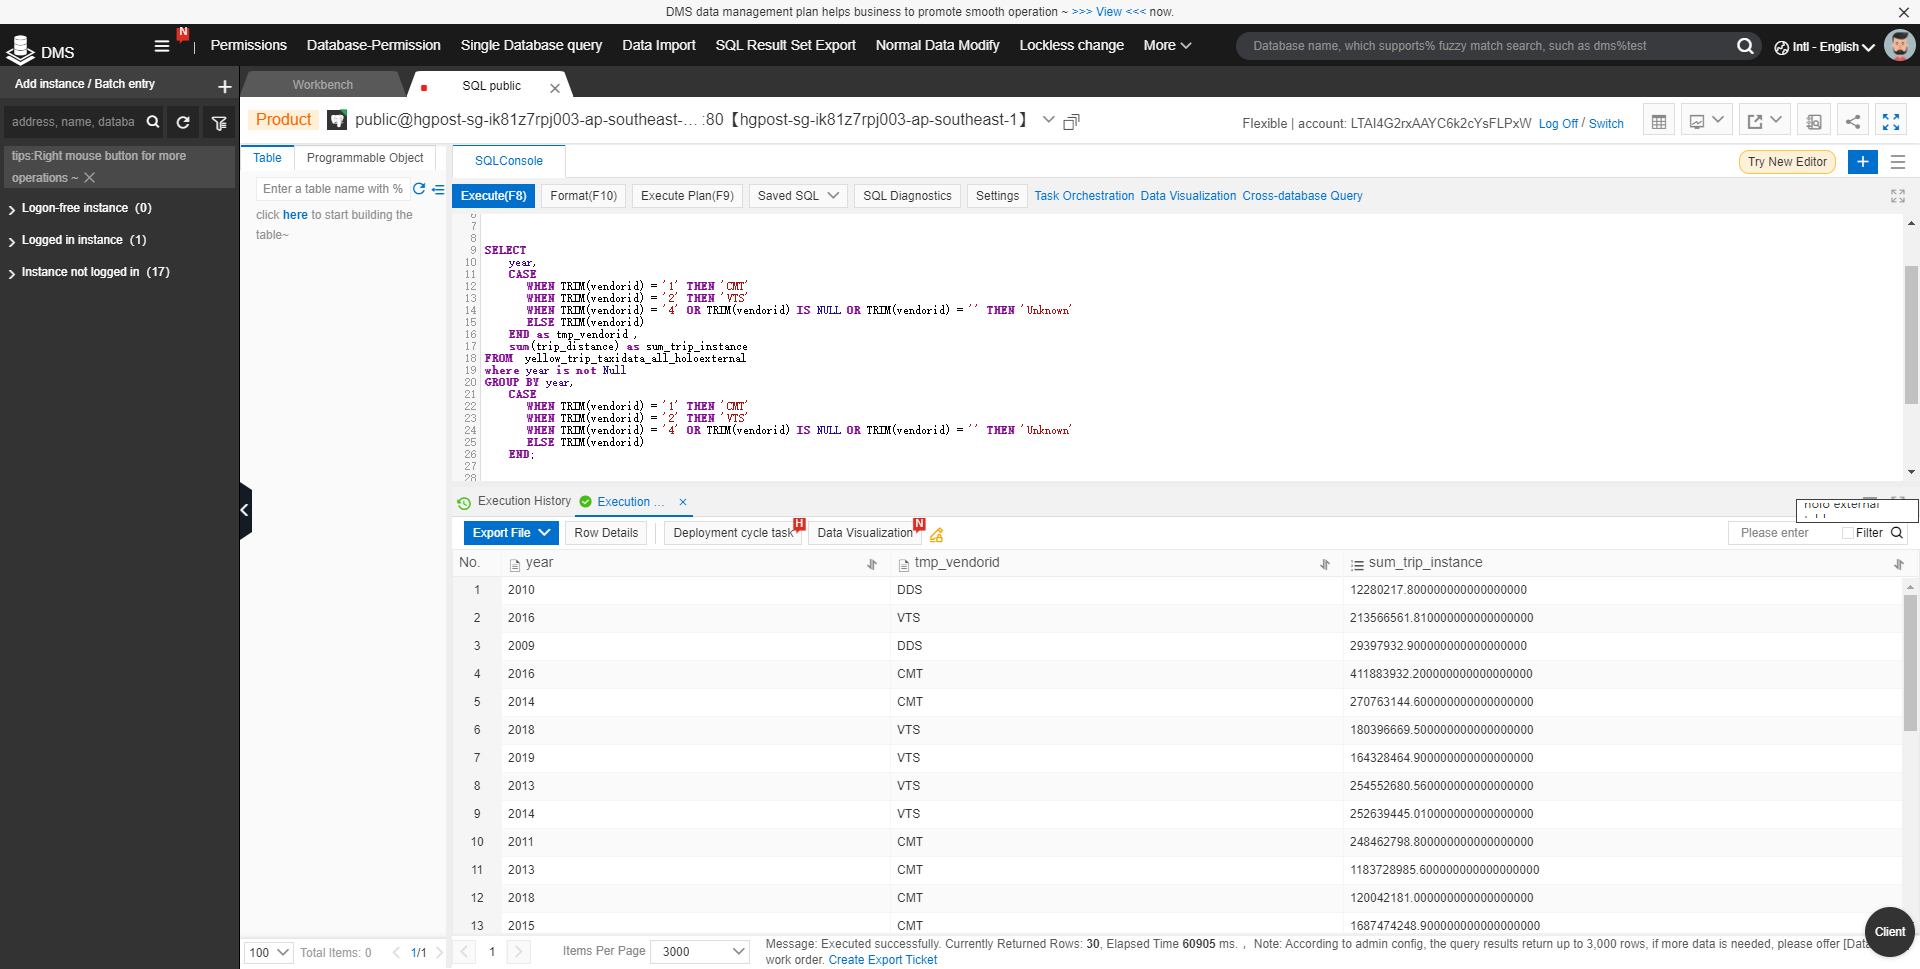 DMS data management plan helps business to promote smooth operation ~ >>> View <<< now.
DMS
N
Permissions
Database-Permission
Single Database query
Data Import
SQL Result Set Export
Normal Data Modify
Lockless change
More
Database name, which supports% fuzzy match search, such as dms%test
Intl - English
Add instance / Batch entry
Workbench
SQL public
address, name, databa
Product
public@hgpost-sg-ik81z7rpj003-ap-southeast-... :80【hgpost-sg-ik81z7rpj003-ap-southeast-1】
Flexible | account: LTAI4G2rxAAYC6k2cYsFLPxW Log Off / Switch
tips:Right mouse button for more
operations ~
Logon-free instance (0)
Logged in instance (1)
Instance not logged in (17)
Table
Programmable Object
Enter a table name with %
click here to start building the
table~
SQLConsole
Try New Editor
Execute(F8)
Format(F10)
Execute Plan(F9)
Saved SQL
SQL Diagnostics
Settings
Task Orchestration
Data Visualization
Cross-database Query
6
7
8
9 SELECT
10 year,
11 CASE
12 WHEN TRIM(vendorid) = '1' THEN 'CMT'
13 WHEN TRIM(vendorid) = '2' THEN 'VTS'
14 WHEN TRIM(vendorid) = '4' OR TRIM(vendorid) IS NULL OR TRIM(vendorid) = '' THEN 'Unknown'
15 ELSE TRIM(vendorid)
16 END as tmp_vendorid ,
17 sum(trip_distance) as sum_trip_instance
18 FROM yellow_trip_taxidata_all_holoexternal
19 where year is not Null
20 GROUP BY year,
21 CASE
22 WHEN TRIM(vendorid) = '1' THEN 'CMT'
23 WHEN TRIM(vendorid) = '2' THEN 'VTS'
24 WHEN TRIM(vendorid) = '4' OR TRIM(vendorid) IS NULL OR TRIM(vendorid) = '' THEN 'Unknown'
25 ELSE TRIM(vendorid)
26 END;
27
28
Execution History
Execution ...
holo external
Export File
Row Details
Deployment cycle task
H
Data Visualization
N
Please enter
Filter
No. year tmp_vendorid sum_trip_instance
1 2010 DDS 12280217.800000000000000000
2 2016 VTS 213566561.810000000000000000
3 2009 DDS 29397932.900000000000000000
4 2016 CMT 411883932.200000000000000000
5 2014 CMT 270763144.600000000000000000
6 2018 VTS 180396669.500000000000000000
7 2019 VTS 164328464.900000000000000000
8 2013 VTS 254552680.560000000000000000
9 2014 VTS 252639445.010000000000000000
10 2011 CMT 248462798.800000000000000000
11 2013 CMT 1183728985.600000000000000000
12 2018 CMT 120042181.000000000000000000
13 2015 CMT 1687474248.900000000000000000
100
Total Items: 0
1/1
1
Items Per Page
3000
Message: Executed successfully. Currently Returned Rows: 30, Elapsed Time 60905 ms. , Note: According to admin config, the query results return up to 3,000 rows, if more data is needed, please offer [Data
work order. Create Export Ticket
Client